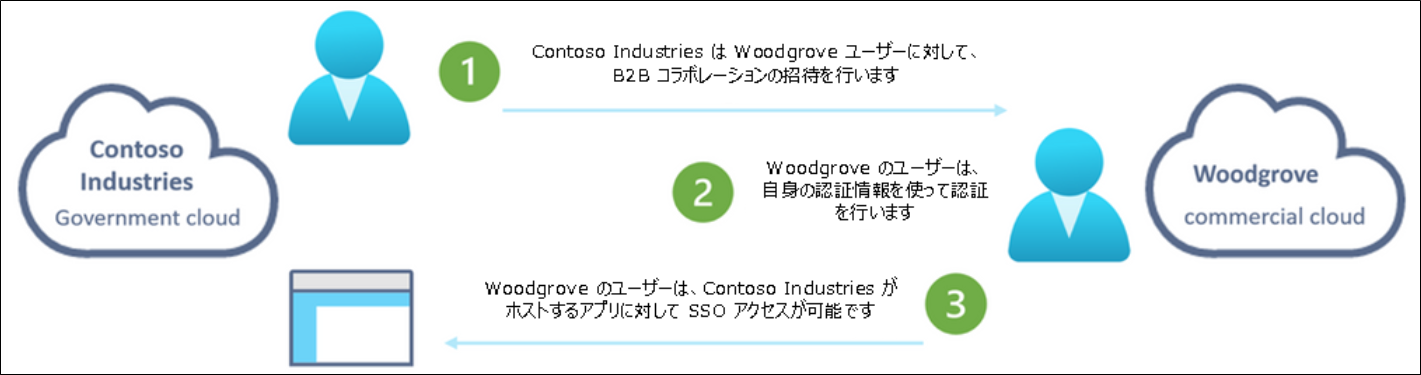 1
Contoso Industries は Woodgrove ユーザーに対して、
B2B コラボレーションの招待を行います
Contoso
Industries
Government cloud
2
Woodgrove のユーザーは、
自身の認証情報を使って認証
を行います
Woodgrove
commercial cloud
Woodgrove のユーザーは、Contoso Industries が
ホストするアプリに対して SSO アクセスが可能です
3